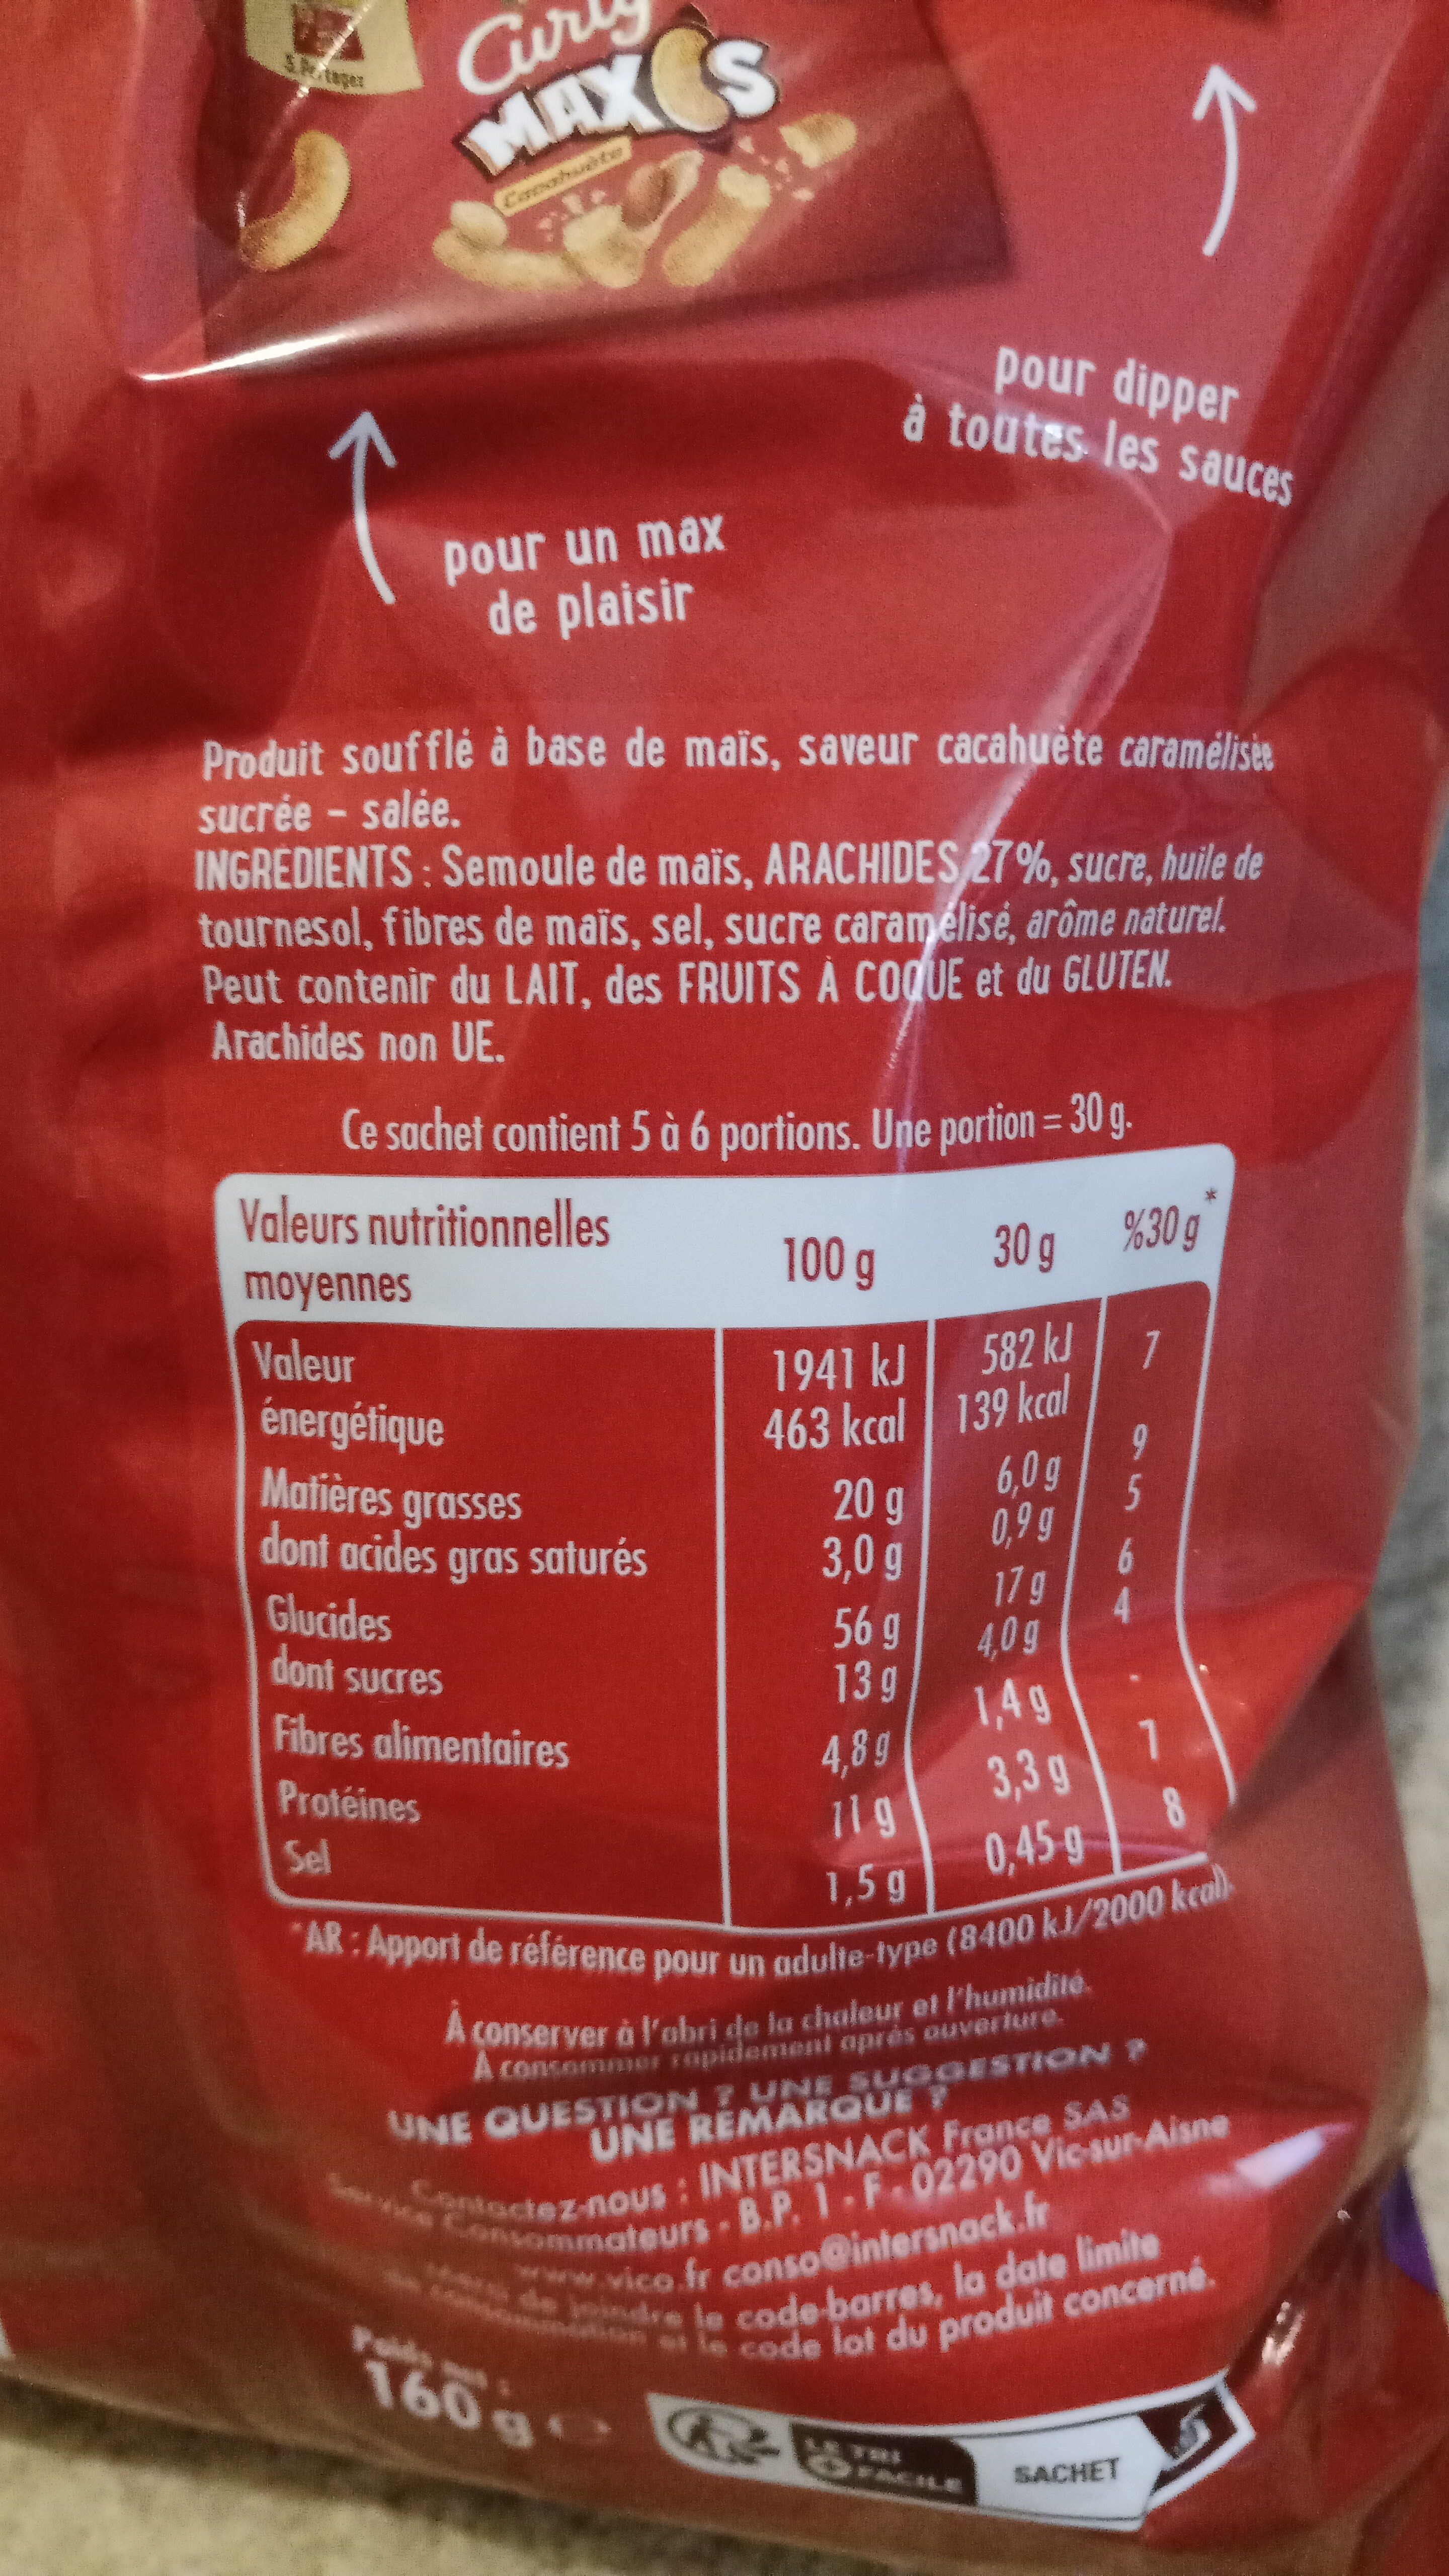 Curly
MAX S
Cacahuète
pour dipper
à toutes les sauces
pour un max
de plaisir
Produit soufflé à base de maïs, saveur cacahuète caramélisée
sucrée - salée.
INGREDIENTS : Semoule de maïs, ARACHIDES 27%, sucre, huile de
tournesol, fibres de maïs, sel, sucre caramélisé, arôme naturel.
Peut contenir du LAIT, des FRUITS À COQUE et du GLUTEN.
Arachides non UE.
Ce sachet contient 5 à 6 portions. Une portion = 30 g.
Valeurs nutritionnelles
moyennes 100 g 30 g %30 g*
Valeur 1941 kJ 582 kJ 7
énergétique 463 kcal 139 kcal
Matières grasses 20 g 6,0 g 9
dont acides gras saturés 3,0 g 0,9 g 5
Glucides 56 g 17 g 6
dont sucres 13 g 4,0 g 4
Fibres alimentaires 4,8 g 1,4 g -
Protéines 11 g 3,3 g 7
Sel 1,5 g 0,45 g 8
*AR : Apport de référence pour un adulte-type (8400 kJ/2000 kcal).
À conserver à l'abri de la chaleur et l'humidité.
À consommer rapidement après ouverture.
UNE QUESTION ? UNE SUGGESTION ?
UNE REMARQUE ?
Contactez-nous : INTERSNACK France SAS
Service Consommateurs - B.P. 1 - F - 02290 Vic-sur-Aisne
www.vico.fr conso@intersnack.fr
de joindre le code-barres, la date limite
de consommation et le code lot du produit concerné.
Poids net :
160 g e
LE TRI
+ FACILE
SACHET